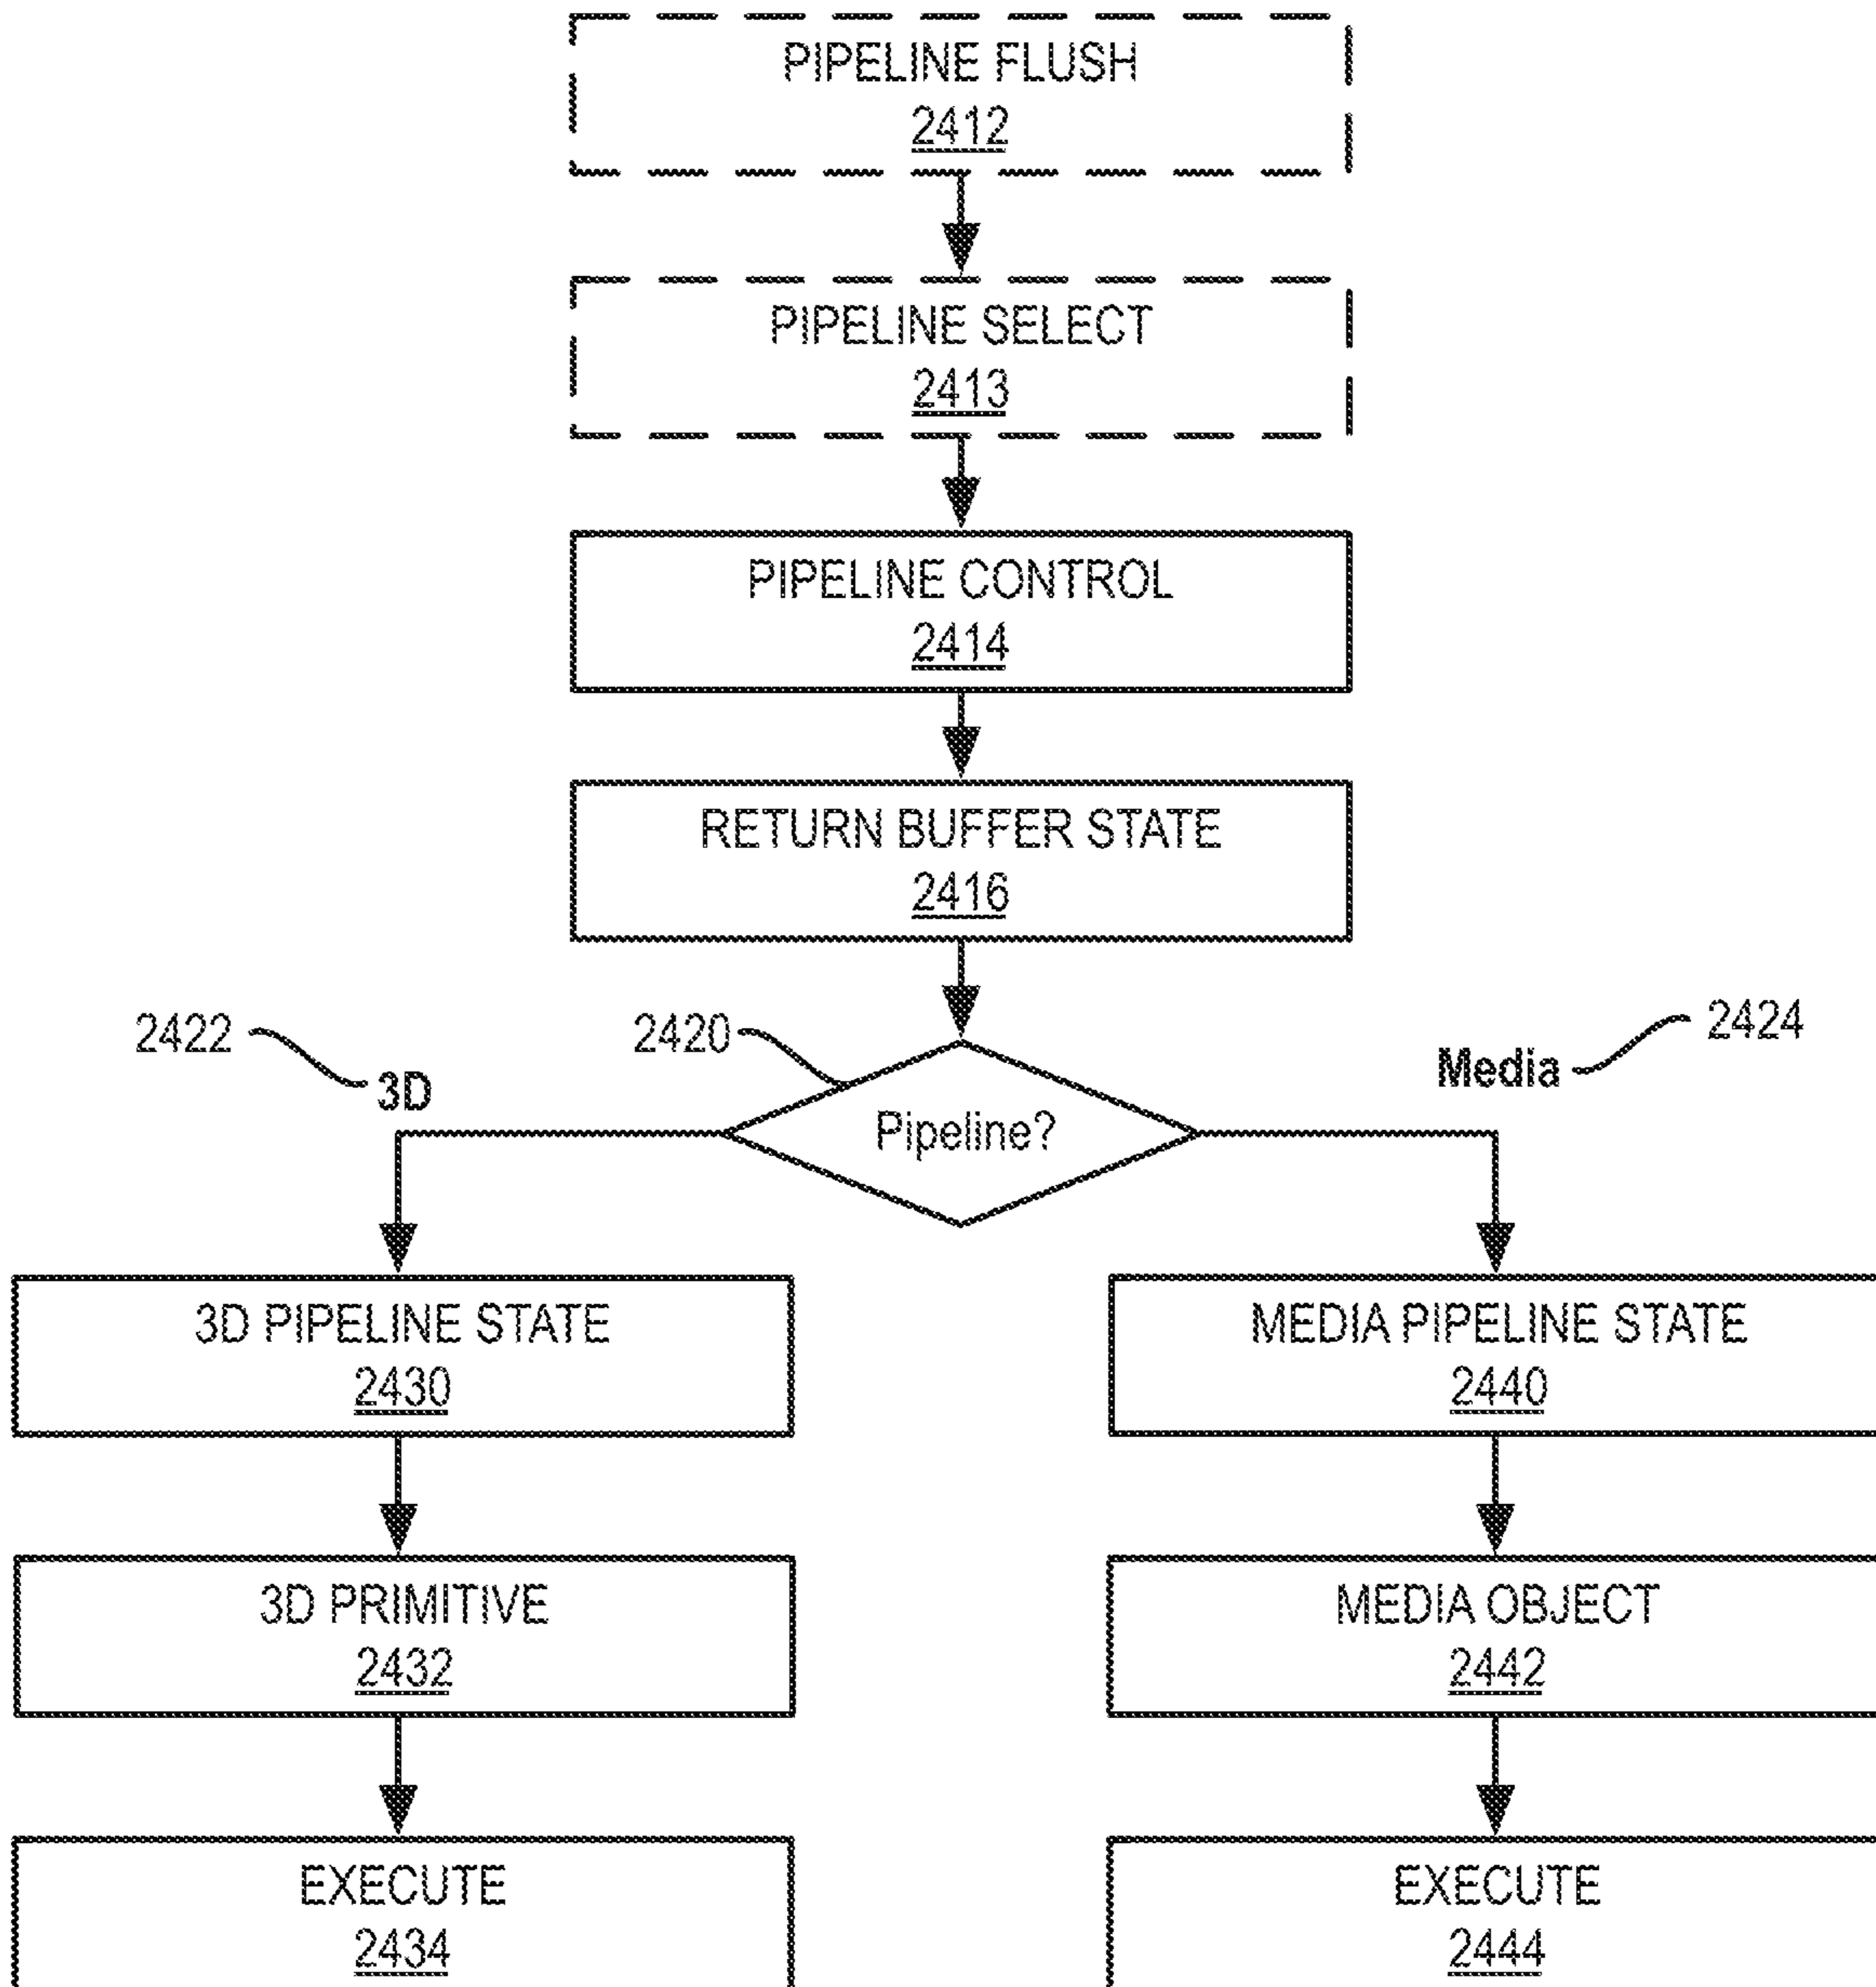 PIPELINE FLUSH
2412
PIPELINE SELECT
2413
PIPELINE CONTROL
2414
RETURN BUFFER STATE
2416
2422
3D
2420
Pipeline?
Media
2424
3D PIPELINE STATE
2430
MEDIA PIPELINE STATE
2440
3D PRIMITIVE
2432
MEDIA OBJECT
2442
EXECUTE
2434
EXECUTE
2444